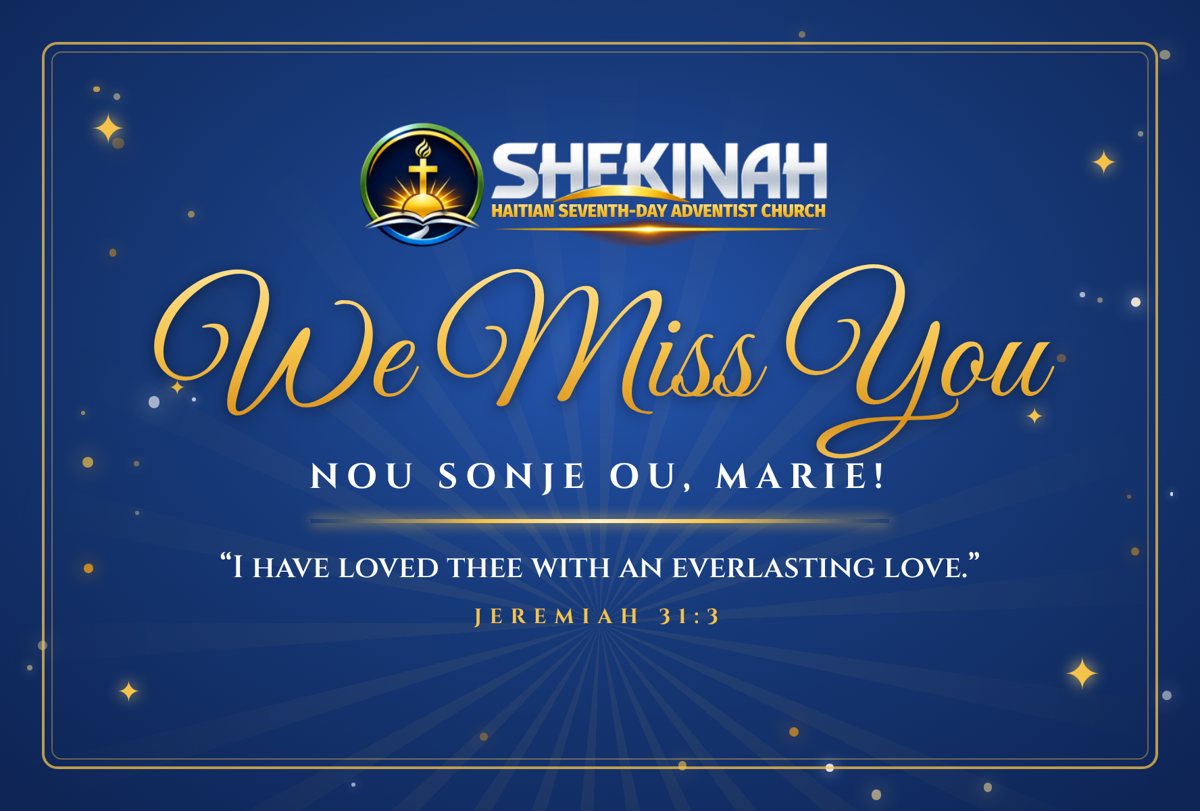 SHEKINAH
HAITIAN SEVENTH-DAY ADVENTIST CHURCH
We Miss You
NOU SONJE OU, MARIE!
“I HAVE LOVED THEE WITH AN EVERLASTING LOVE.”
JEREMIAH 31:3